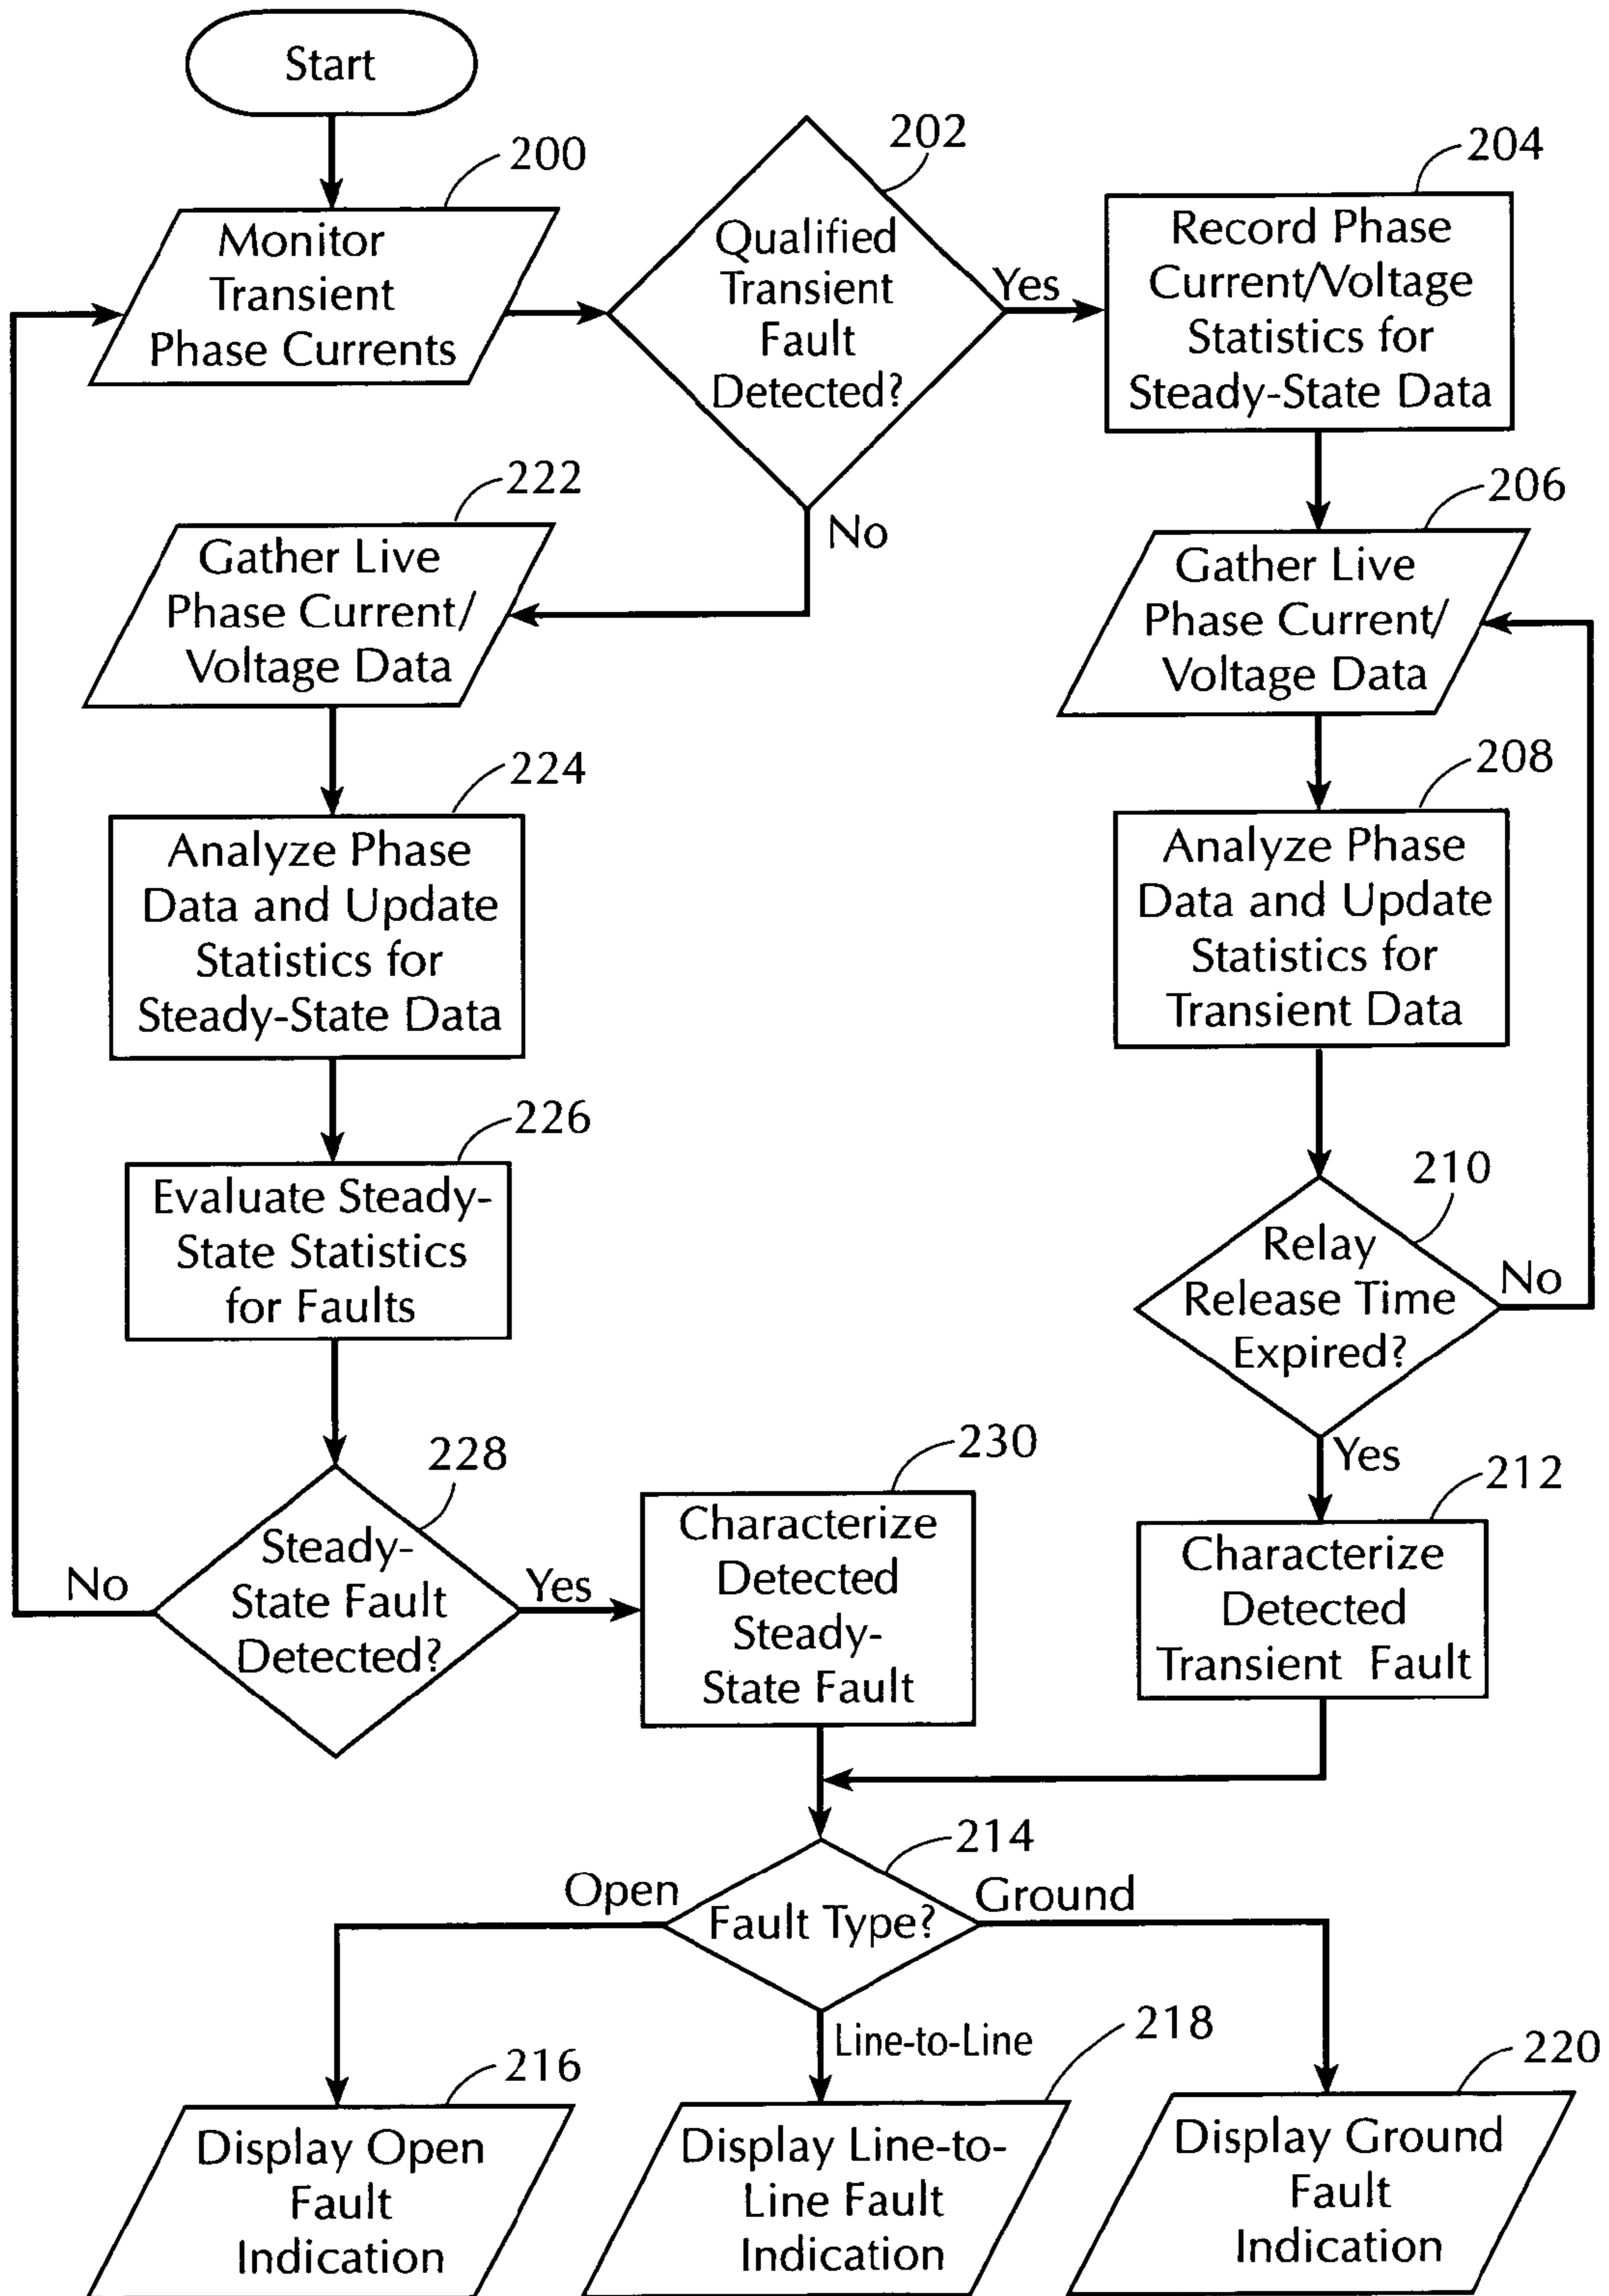 Start
200
Monitor
Transient
Phase Currents
202
Qualified
Transient
Fault
Detected?
Yes
No
204
Record Phase
Current/Voltage
Statistics for
Steady-State Data
206
Gather Live
Phase Current/
Voltage Data
208
Analyze Phase
Data and Update
Statistics for
Transient Data
210
Relay
Release Time
Expired?
No
Yes
212
Characterize
Detected
Transient Fault
222
Gather Live
Phase Current/
Voltage Data
224
Analyze Phase
Data and Update
Statistics for
Steady-State Data
226
Evaluate Steady-
State Statistics
for Faults
228
Steady-
State Fault
Detected?
No
Yes
230
Characterize
Detected
Steady-
State Fault
214
Fault Type?
Open
Ground
Line-to-Line
216
Display Open
Fault
Indication
218
Display Line-to-
Line Fault
Indication
220
Display Ground
Fault
Indication